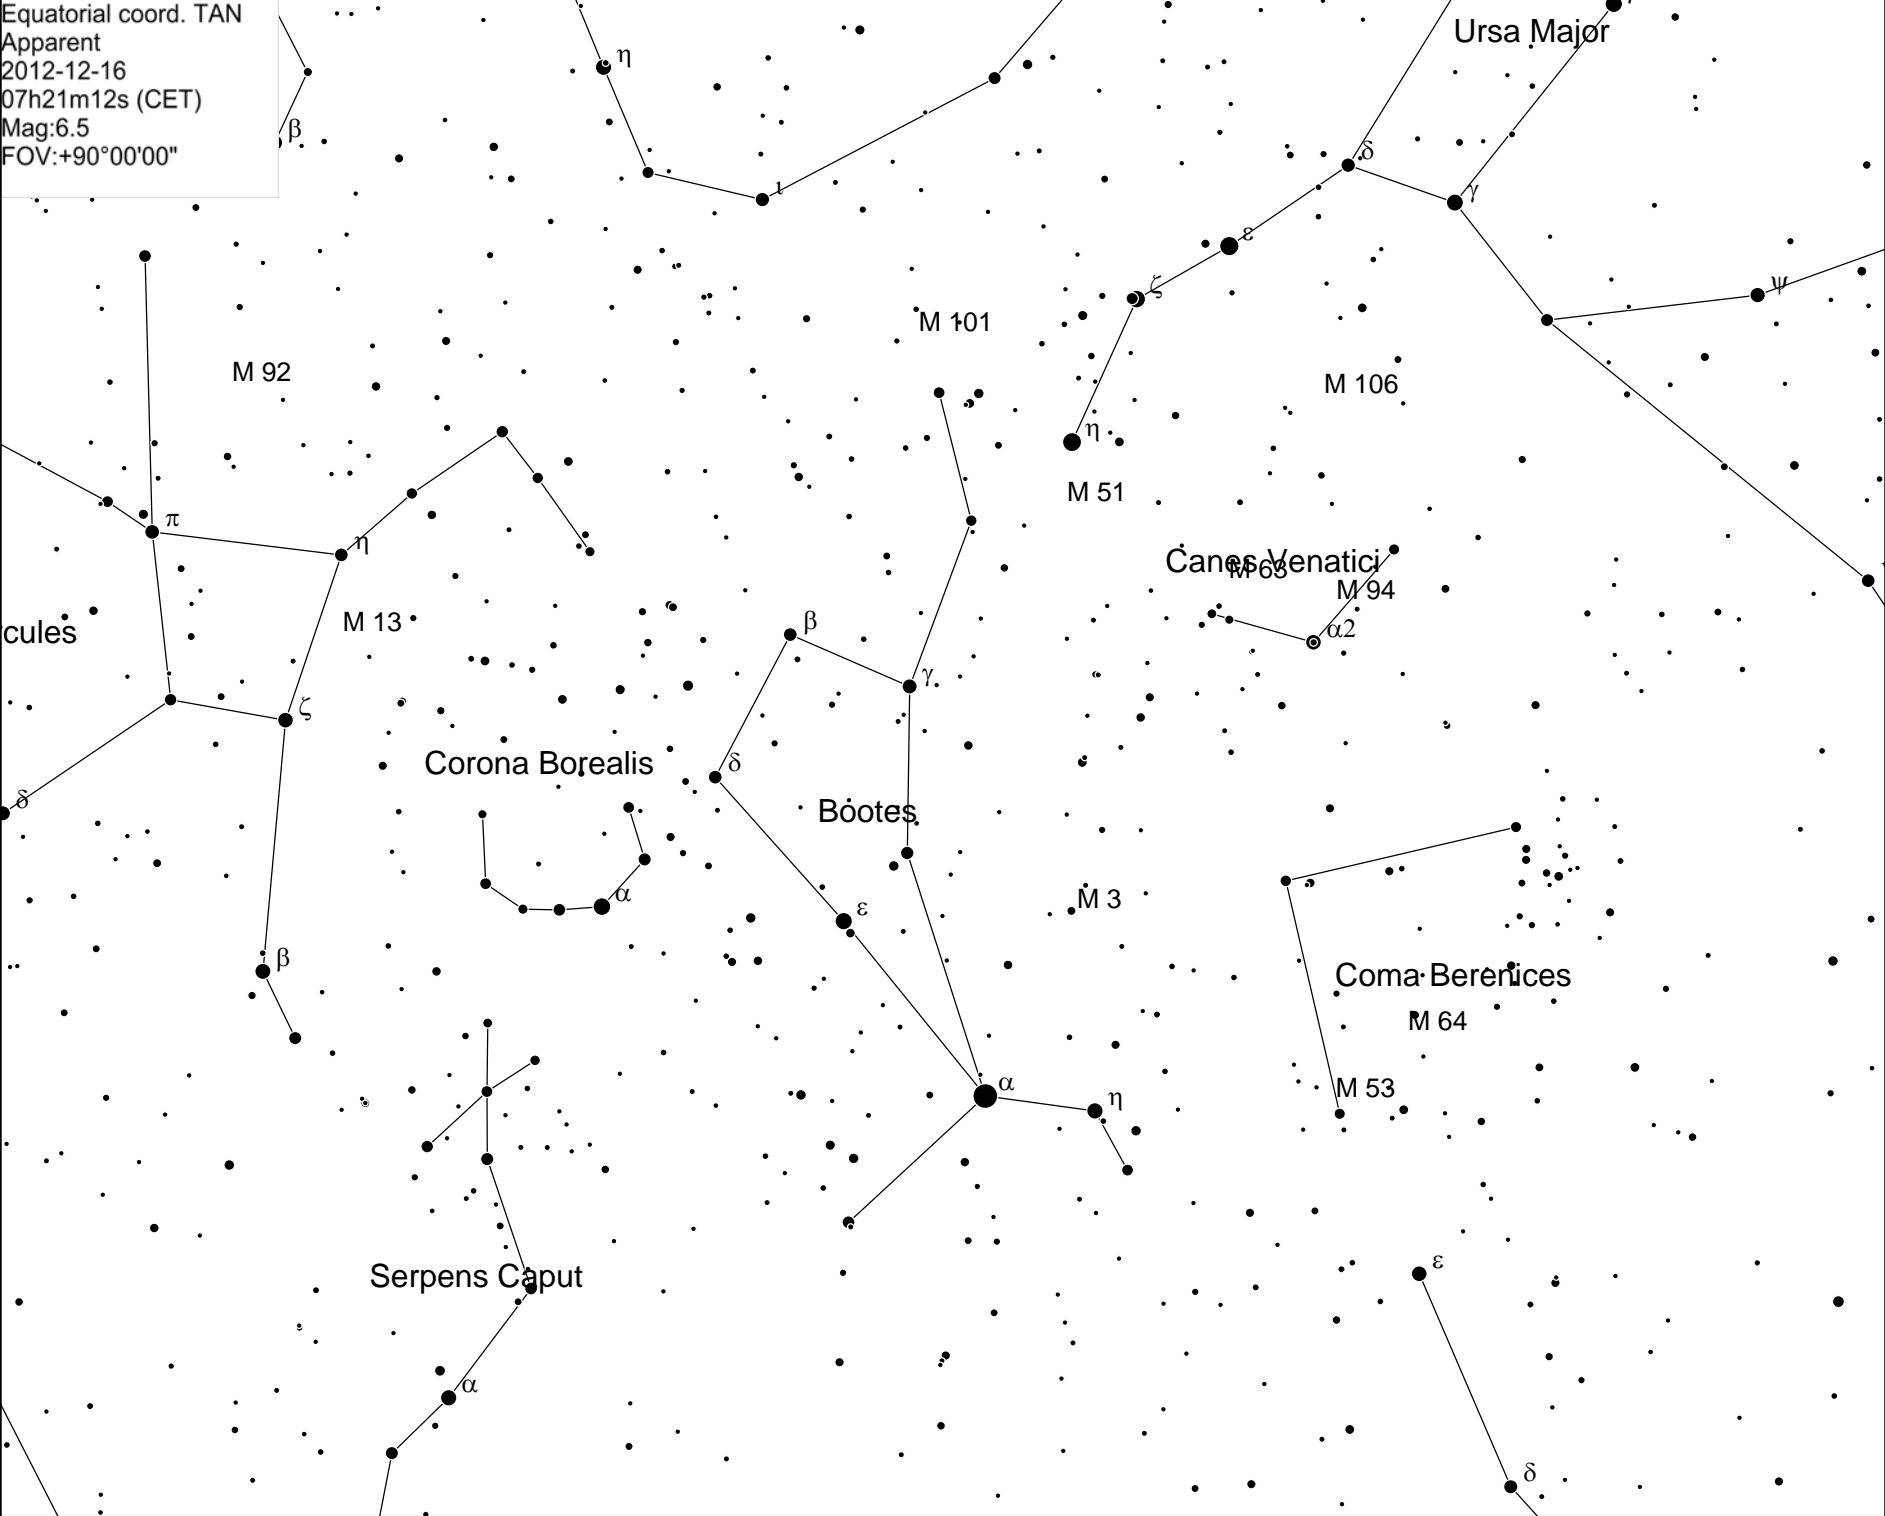 Equatorial coord. TAN
Apparent
2012-12-16
07h21m12s (CET)
Mag:6.5
FOV:+90°00'00"
Ursa Major
η
β
δ
ι
γ
ε
ψ
ζ
M 101
M 92
M 106
η
M 51
π
η
Canes Venatici
M 63
M 94
M 13
β
α2
rcules
γ
ζ
Corona Borealis
δ
δ
Bootes
α
M 3
ε
β
Coma Berenices
M 64
α
M 53
η
ε
Serpens Caput
α
δ